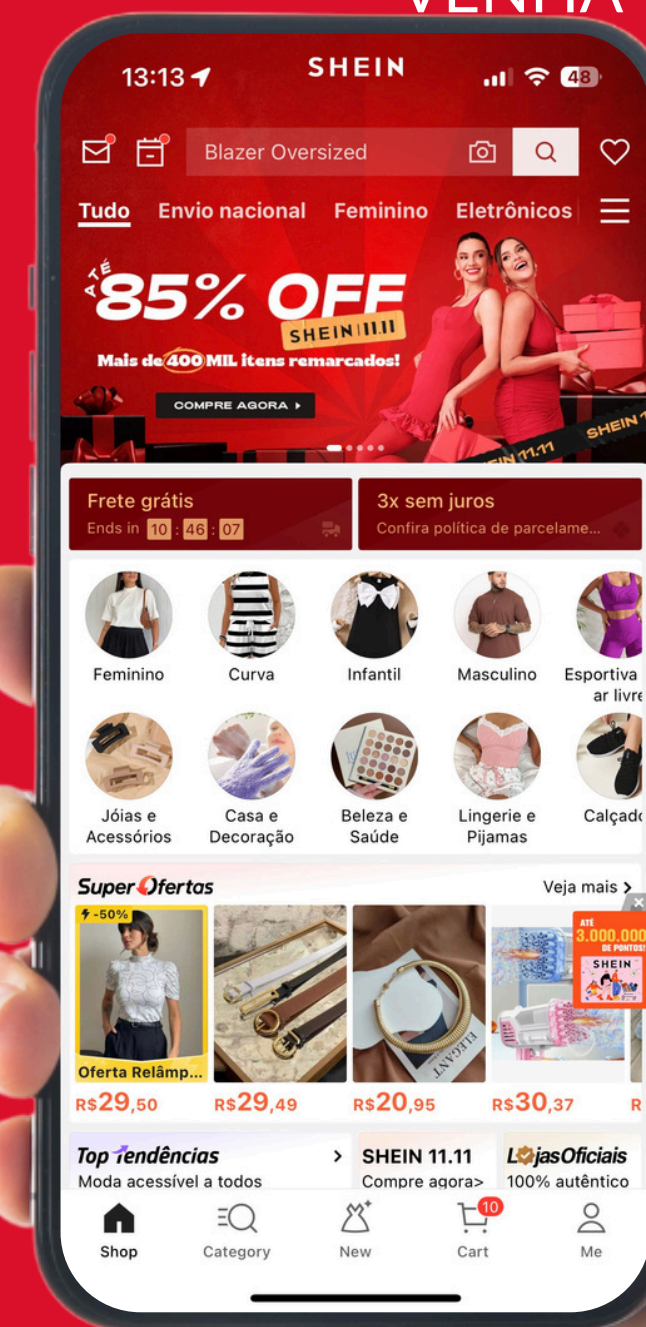 VENHA
13:13
SHEIN
48
Blazer Oversized
Tudo Envio nacional Feminino Eletrônicos
ATÉ
85% OFF
SHEIN 11.11
Mais de 400 MIL itens remarcados!
COMPRE AGORA
11.11 SHEIN
Frete grátis
Ends in 10 : 46 : 07
3x sem juros
Confira política de parcelame...
Feminino Curva Infantil Masculino Esportiva
ar livre
Jóias e Casa e Beleza e Lingerie e Calçado
Acessórios Decoração Saúde Pijamas
Super Ofertas
Veja mais >
-50%
Oferta Relâmp...
ELEGANT
ATÉ
3.000.000
DE PONTOS!
SHEIN
R$29,50 R$29,49 R$20,95 R$30,37 R
Top Tendências >
Moda acessível a todos
SHEIN 11.11
Compre agora>
Lojas Oficiais
100% autêntico
10
Shop Category New Cart Me